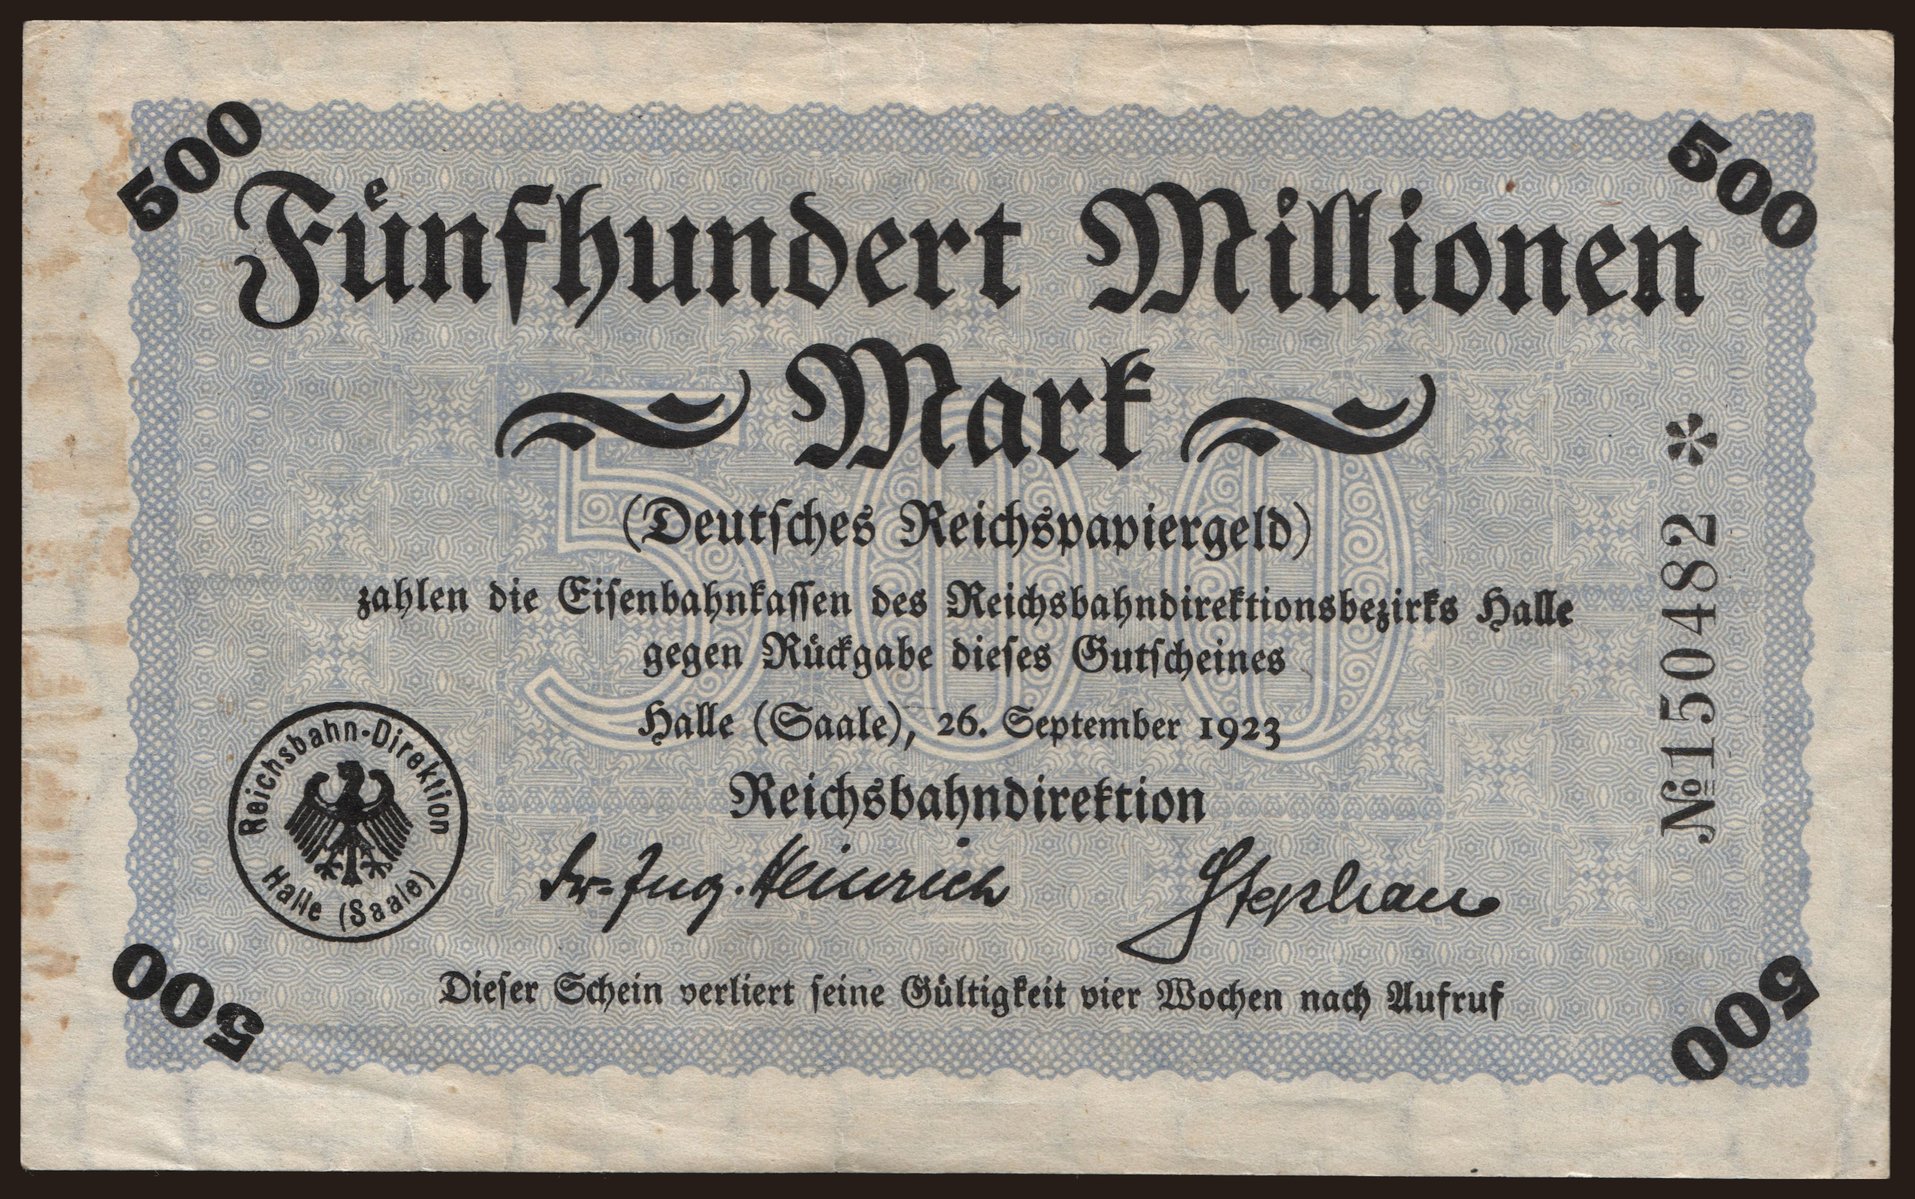 500
500
Fünfhundert Millionen
Mark
(Deutsches Reichspapiergeld)
500
zahlen die Eisenbahnkassen des Reichsbahndirektionsbezirks Halle
gegen Rückgabe dieses Gutscheines
Halle (Saale), 26. September 1923
Reichsbahndirektion
Reichsbahn-Direktion
Halle (Saale)
Dr.-Ing. Heinrich
Stephan
№150482 *
Dieser Schein verliert seine Gültigkeit vier Wochen nach Aufruf
500
500